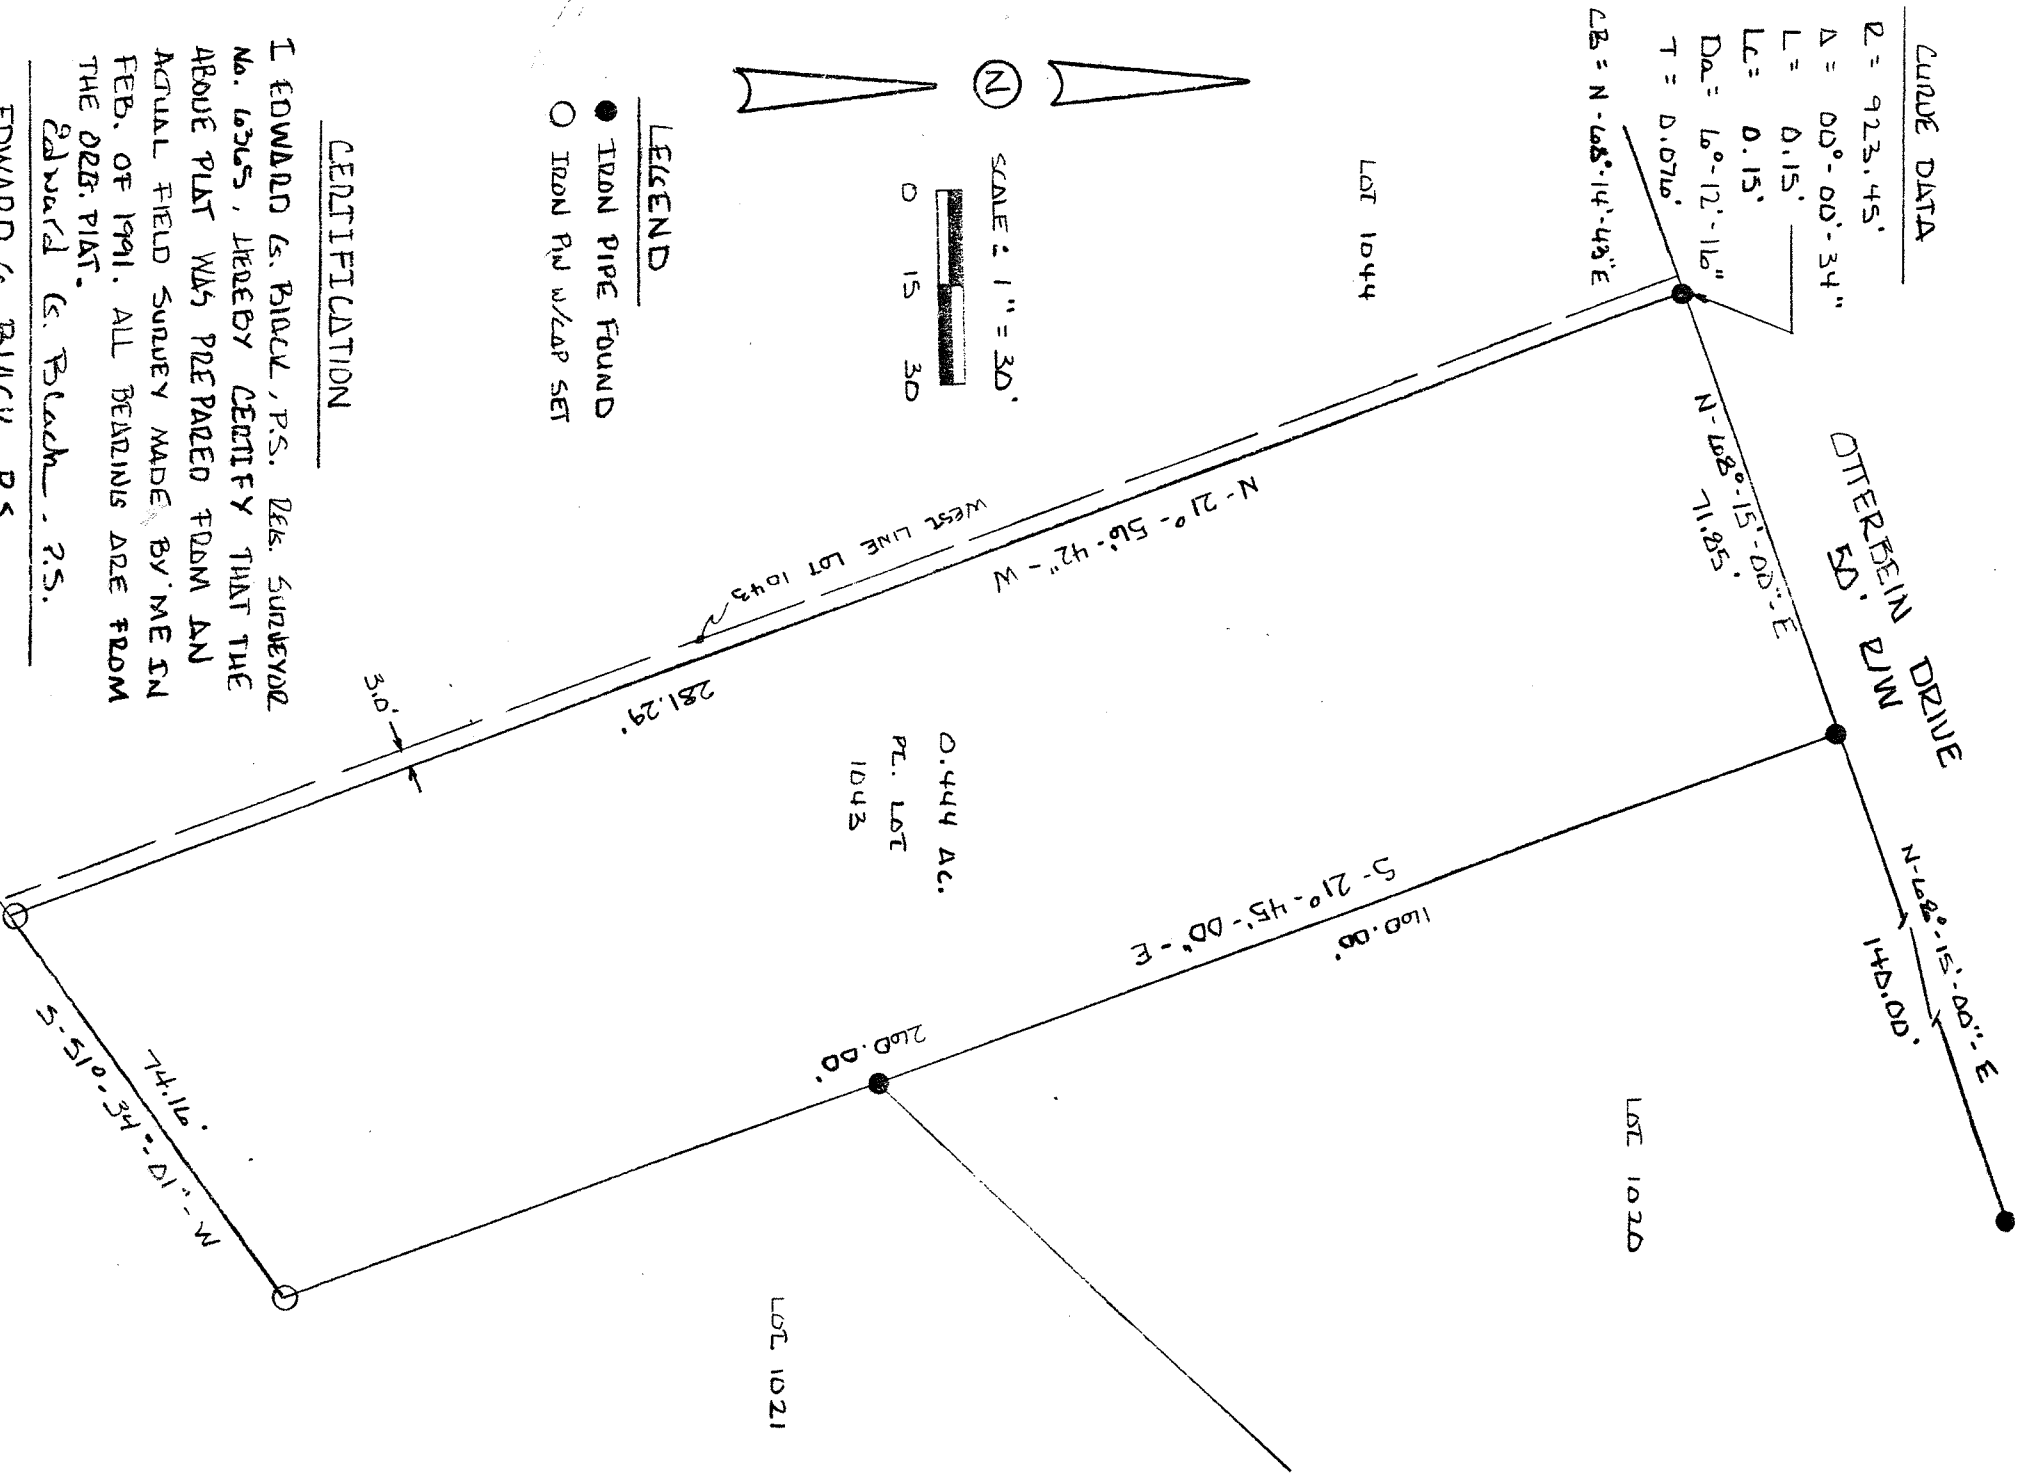 CURVE DATA
R = 923.45'
Δ = 00°-00'-34"
L = 0.15'
Lc = 0.15'
Da = 6°-12'-16"
T = 0.076'
CB = N-68°-14'-43"E
LOT 1044
N
SCALE: 1" = 30'
0 15 30
LEGEND
IRON PIPE FOUND
IRON PIN W/CAP SET
CERTIFICATION
I EDWARD G. BLACK, P.S. REG. SURVEYOR
No. 6365, HEREBY CERTIFY THAT THE
ABOVE PLAT WAS PREPARED FROM AN
ACTUAL FIELD SURVEY MADE BY ME IN
FEB. OF 1991. ALL BEARING ARE FROM
THE ORG. PLAT.
Edward G. Black - P.S.
EDWARD G. BLACK P.S.
OTTERBEIN DRIVE
50' R/W
N-68°-15'-00"-E
71.85'
N-68°-15'-00"-E
140.00'
N-21°-56'-42"-W
WEST LINE LOT 1043
281.29'
3.0'
0.444 AC.
PT. LOT
1043
S-21°-45'-00"-E
160.00'
260.00'
74.16'
S-51°-34'-01"-W
LOT 1020
LOT 1021